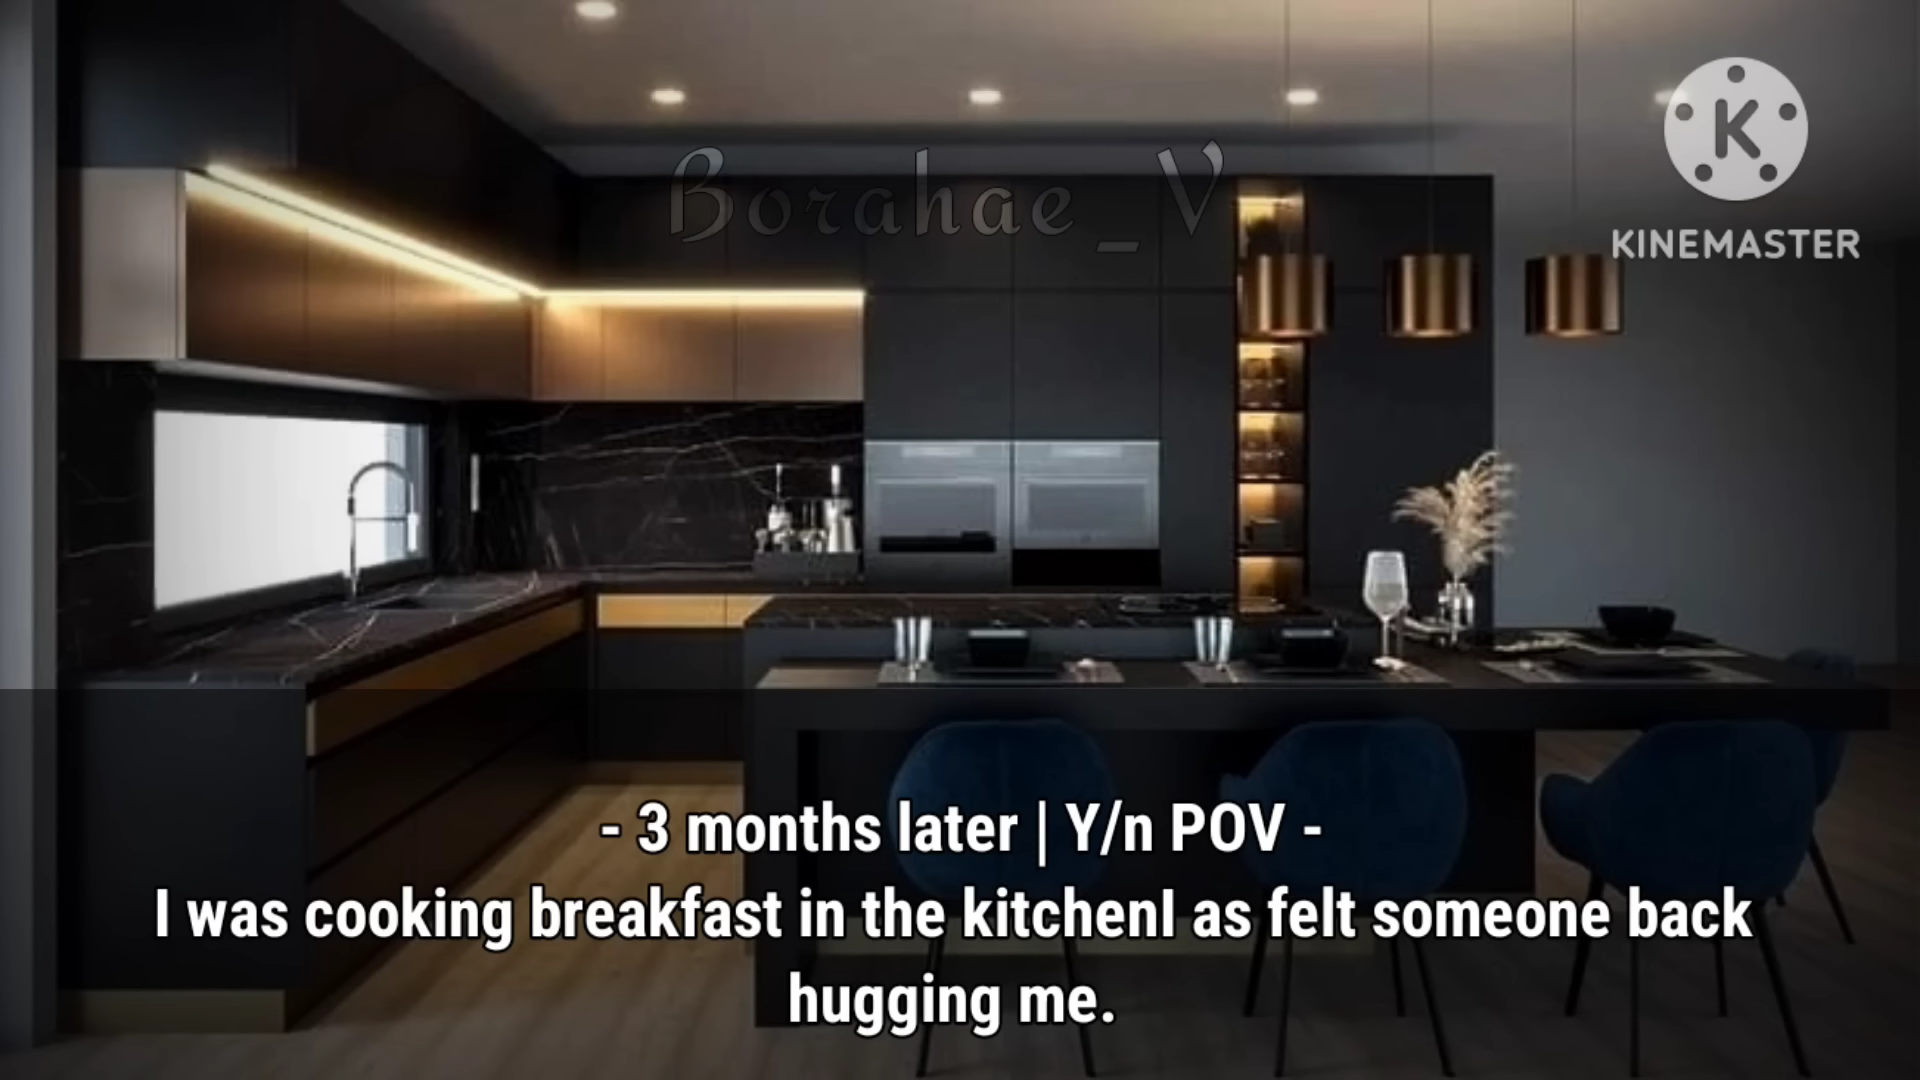 Borahae_V
K
KINEMASTER
- 3 months later | Y/n POV -
I was cooking breakfast in the kitchenI as felt someone back
hugging me.